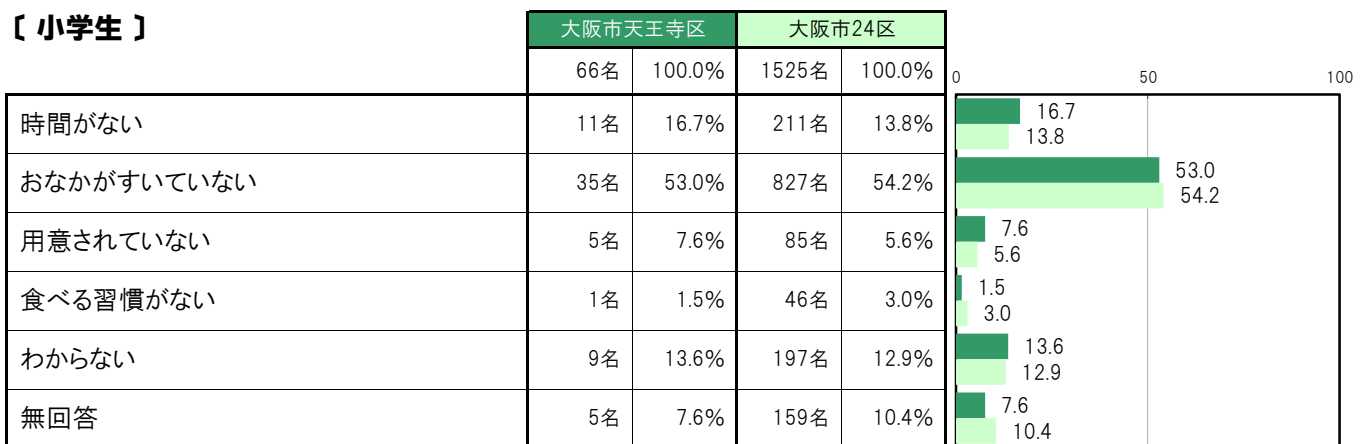 〔 小学生 〕
大阪市天王寺区 大阪市24区
66名 100.0% 1525名 100.0% 0 50 100
時間がない 11名 16.7% 211名 13.8% 16.7
13.8
おなかがすいていない 35名 53.0% 827名 54.2% 53.0
54.2
用意されていない 5名 7.6% 85名 5.6% 7.6
5.6
食べる習慣がない 1名 1.5% 46名 3.0% 1.5
3.0
わからない 9名 13.6% 197名 12.9% 13.6
12.9
無回答 5名 7.6% 159名 10.4% 7.6
10.4